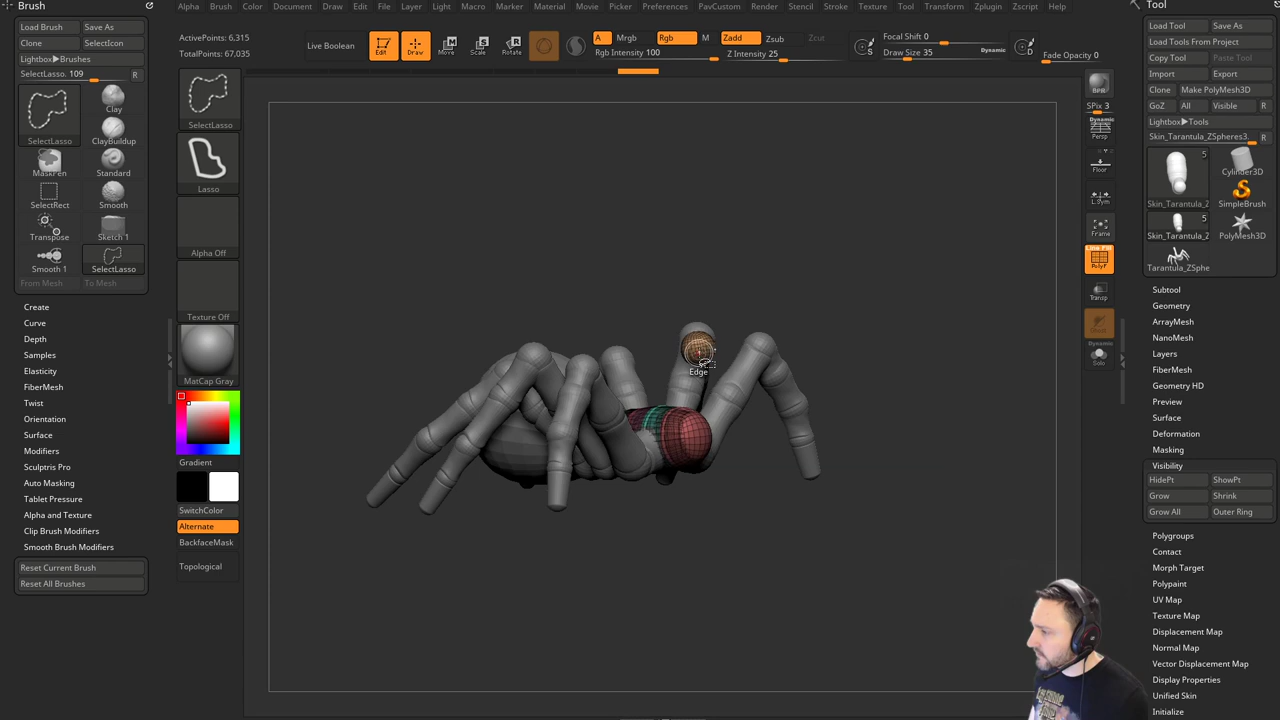 Brush
Load Brush
Save As
Clone
SelectIcon
Lightbox▶Brushes
SelectLasso. 109
R
SelectLasso
Clay
ClayBuildup
MaskPen
Standard
SelectRect
Smooth
Transpose
Sketch 1
Smooth 1
SelectLasso
From Mesh
To Mesh
Create
Curve
Depth
Samples
Elasticity
FiberMesh
Twist
Orientation
Surface
Modifiers
Sculptris Pro
Auto Masking
Tablet Pressure
Alpha and Texture
Clip Brush Modifiers
Smooth Brush Modifiers
Reset Current Brush
Reset All Brushes
Alpha Brush Color Document Draw Edit File Layer Light Macro Marker Material Movie Picker Preferences PavCustom Render Stencil Stroke Texture Tool Transform Zplugin Zscript Help
ActivePoints: 6,315
TotalPoints: 67,035
Live Boolean
Edit
Draw
Move
Scale
Rotate
A
Mrgb
Rgb
M
Zadd
Zsub
Zcut
Rgb Intensity 100
Z Intensity 25
S
Focal Shift 0
Draw Size 35
Dynamic
D
Fade Opacity 0
SelectLasso
Lasso
Alpha Off
Texture Off
MatCap Gray
Gradient
SwitchColor
Alternate
BackfaceMask
Topological
Edge
BPR
SPix 3
Dynamic
Persp
Floor
L.Sym
Frame
Line Fill
PolyF
Transp
Dynamic
Solo
Tool
Load Tool
Save As
Load Tools From Project
Copy Tool
Paste Tool
Import
Export
Clone
Make PolyMesh3D
GoZ
All
Visible
R
Lightbox▶Tools
Skin_Tarantula_ZSpheres3.
R
5
Skin_Tarantula_Z
Cylinder3D
SimpleBrush
5
Skin_Tarantula_Z
PolyMesh3D
Tarantula_ZSphe
Subtool
Geometry
ArrayMesh
NanoMesh
Layers
FiberMesh
Geometry HD
Preview
Surface
Deformation
Masking
Visibility
HidePt
ShowPt
Grow
Shrink
Grow All
Outer Ring
Polygroups
Contact
Morph Target
Polypaint
UV Map
Texture Map
Displacement Map
Normal Map
Vector Displacement Map
Display Properties
Unified Skin
Initialize